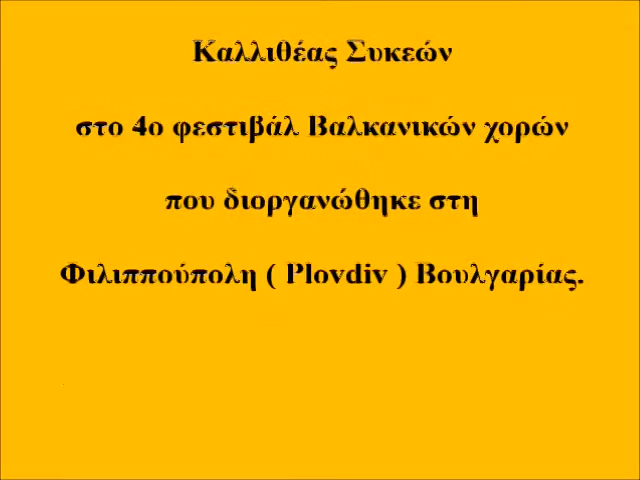 Καλλιθέας Συκεών
στο 4ο φεστιβάλ Βαλκανικών χορών
που διοργανώθηκε στη
Φιλιππούπολη ( Plovdiv ) Βουλγαρίας.